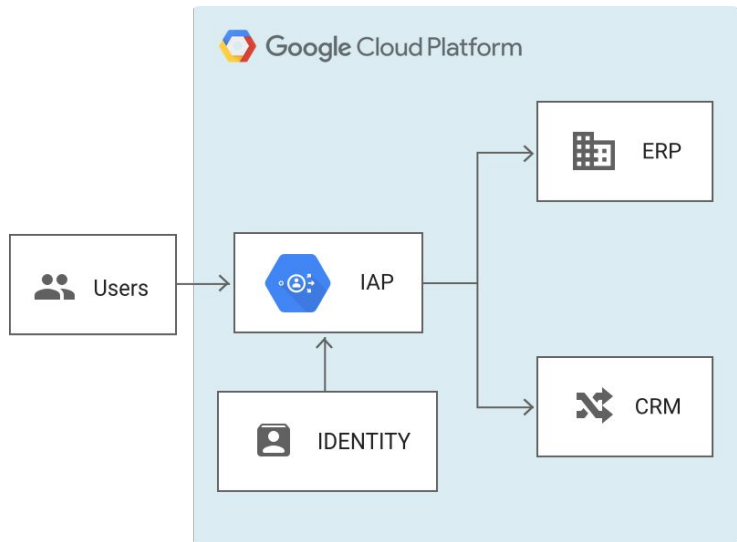 Google Cloud Platform
ERP
Users
IAP
CRM
IDENTITY